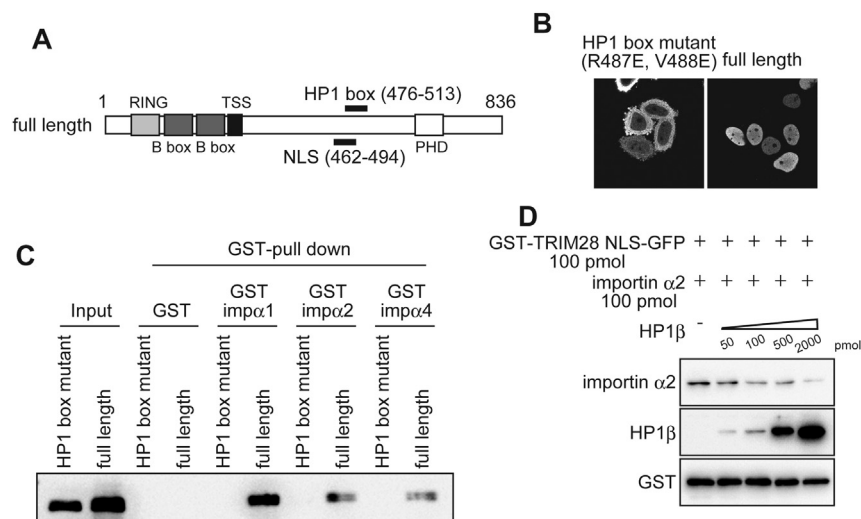 A
1
RING
TSS
HP1 box (476-513)
836
full length
B box B box
NLS (462-494)
PHD
B
HP1 box mutant
(R487E, V488E) full length
C
GST-pull down
Input
GST
GST
impα1
GST
impα2
GST
impα4
HP1 box mutant
full length
HP1 box mutant
full length
HP1 box mutant
full length
HP1 box mutant
full length
HP1 box mutant
full length
D
GST-TRIM28 NLS-GFP + + + + +
100 pmol
importin α2 + + + + +
100 pmol
HP1β - 50 100 500 2000 pmol
importin α2
HP1β
GST